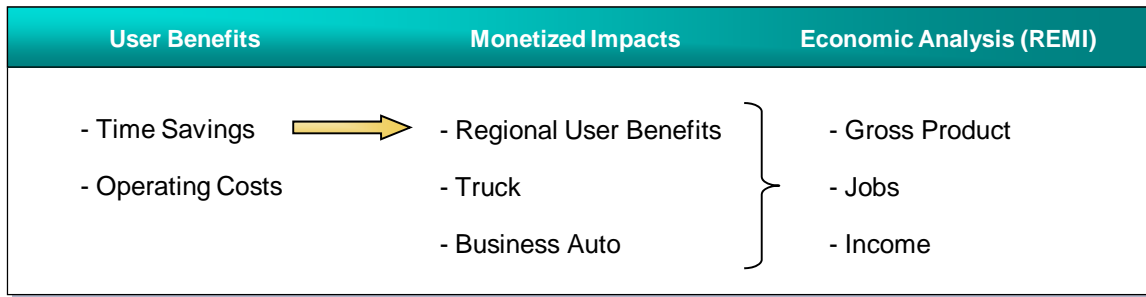 User Benefits Monetized Impacts Economic Analysis (REMI)
- Time Savings - Regional User Benefits - Gross Product
- Operating Costs - Truck - Jobs
- Business Auto - Income